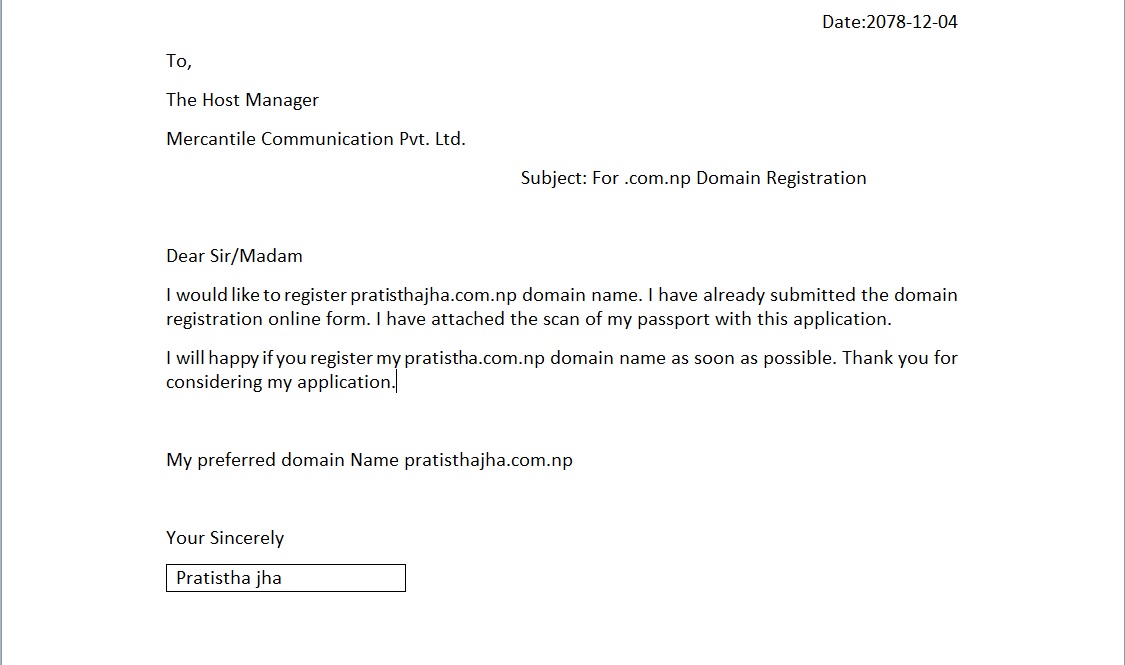 Date:2078-12-04
To,
The Host Manager
Mercantile Communication Pvt. Ltd.
Subject: For .com.np Domain Registration
Dear Sir/Madam
I would like to register pratisthajha.com.np domain name. I have already submitted the domain
registration online form. I have attached the scan of my passport with this application.
I will happy if you register my pratistha.com.np domain name as soon as possible. Thank you for
considering my application.
My preferred domain Name pratisthajha.com.np
Your Sincerely
Pratistha jha